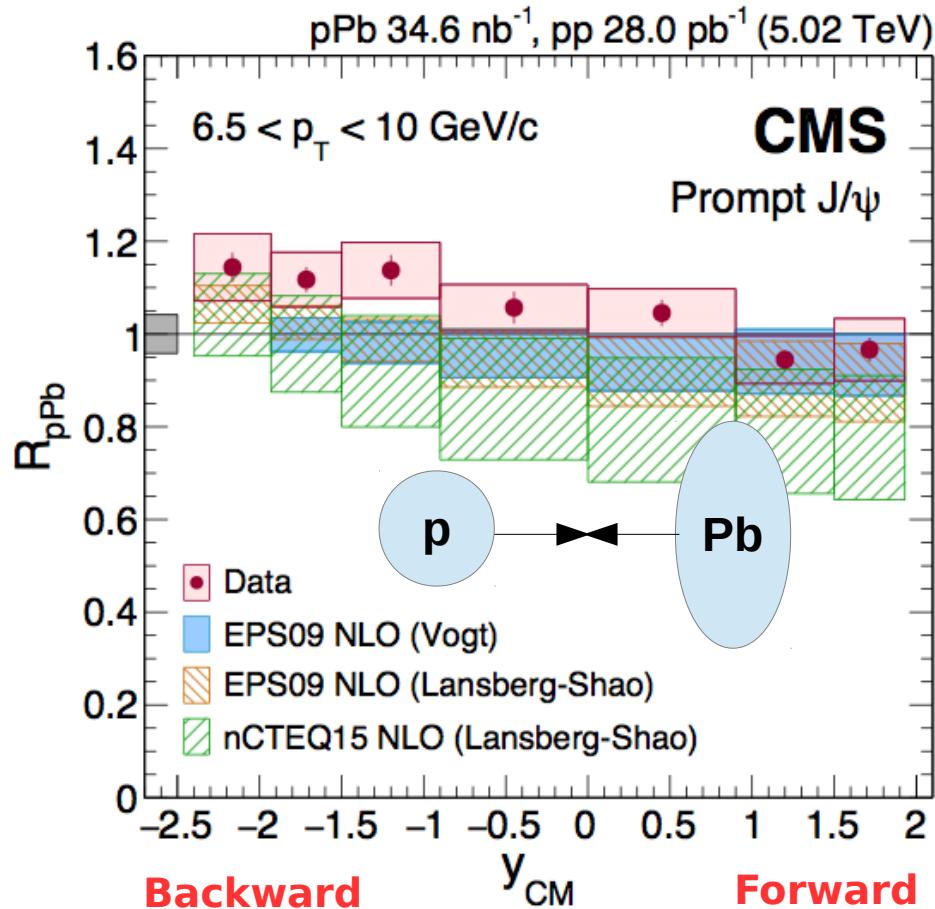 pPb 34.6 nb⁻¹, pp 28.0 pb⁻¹ (5.02 TeV)
6.5 < p_T < 10 GeV/c
CMS
Prompt J/ψ
R_pPb
1.6
1.4
1.2
1
0.8
0.6
0.4
0.2
0
p
Pb
Data
EPS09 NLO (Vogt)
EPS09 NLO (Lansberg-Shao)
nCTEQ15 NLO (Lansberg-Shao)
−2.5 −2 −1.5 −1 −0.5 0 0.5 1 1.5 2
y_CM
Backward
Forward